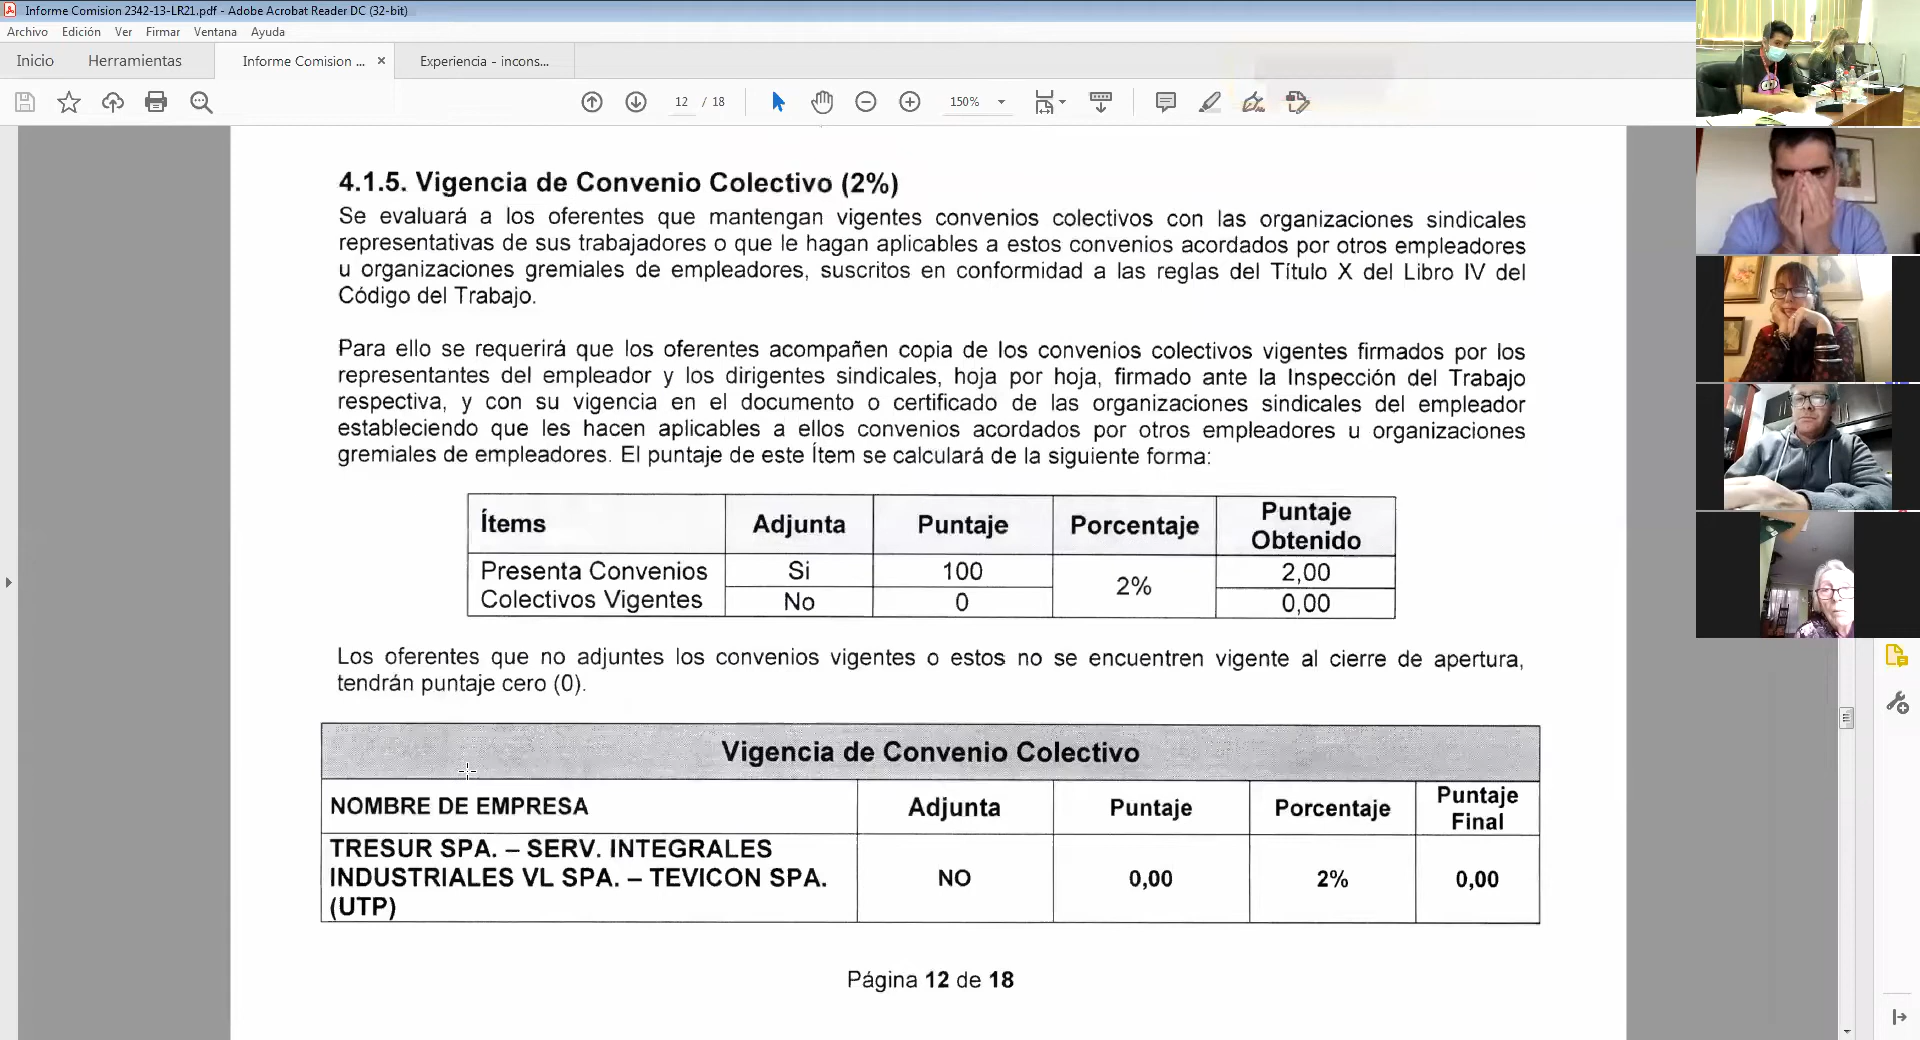 Informe Comision 2342-13-LR21.pdf - Adobe Acrobat Reader DC (32-bit)
Archivo Edición Ver Firmar Ventana Ayuda
Inicio Herramientas Informe Comision ... × Experiencia - incons...
12 / 18 150%
4.1.5. Vigencia de Convenio Colectivo (2%)
Se evaluará a los oferentes que mantengan vigentes convenios colectivos con las organizaciones sindicales
representativas de sus trabajadores o que le hagan aplicables a estos convenios acordados por otros empleadores
u organizaciones gremiales de empleadores, suscritos en conformidad a las reglas del Título X del Libro IV del
Código del Trabajo.
Para ello se requerirá que los oferentes acompañen copia de los convenios colectivos vigentes firmados por los
representantes del empleador y los dirigentes sindicales, hoja por hoja, firmado ante la Inspección del Trabajo
respectiva, y con su vigencia en el documento o certificado de las organizaciones sindicales del empleador
estableciendo que les hacen aplicables a ellos convenios acordados por otros empleadores u organizaciones
gremiales de empleadores. El puntaje de este Ítem se calculará de la siguiente forma:
Ítems Adjunta Puntaje Porcentaje Puntaje
Obtenido
Presenta Convenios Si 100 2% 2,00
Colectivos Vigentes No 0 0,00
Los oferentes que no adjuntes los convenios vigentes o estos no se encuentren vigente al cierre de apertura,
tendrán puntaje cero (0).
Vigencia de Convenio Colectivo
NOMBRE DE EMPRESA Adjunta Puntaje Porcentaje Puntaje
Final
TRESUR SPA. – SERV. INTEGRALES
INDUSTRIALES VL SPA. – TEVICON SPA. NO 0,00 2% 0,00
(UTP)
Página 12 de 18